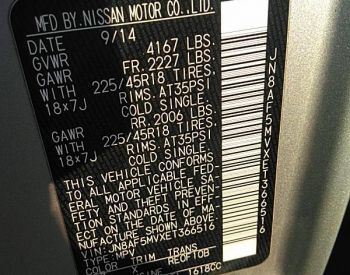 MFD BY. NISSAN MOTOR CO., LTD.
DATE 9/14
GVWR 4167 LBS.
GAWR FR. 2227 LBS.
WITH 225/45R18 TIRES,
18x7J RIMS. AT35PSI
COLD SINGLE.
GAWR RR. 2006 LBS.
WITH 225/45R18 TIRES,
18x7J RIMS. AT35PSI
COLD SINGLE.
THIS VEHICLE CONFORMS
TO ALL APPLICABLE FED-
ERAL MOTOR VEHICLE SA-
FETY AND THEFT PREVEN-
TION STANDARDS IN EFF-
ECT ON THE DATE OF MA-
NUFACTURE SHOWN ABOVE.
VIN:JN8AF5MVXET366516
TYPE:MPV
COLOR TRIM TRANS
X RE0F10B
1618CC
JN8AF5MVXET366516